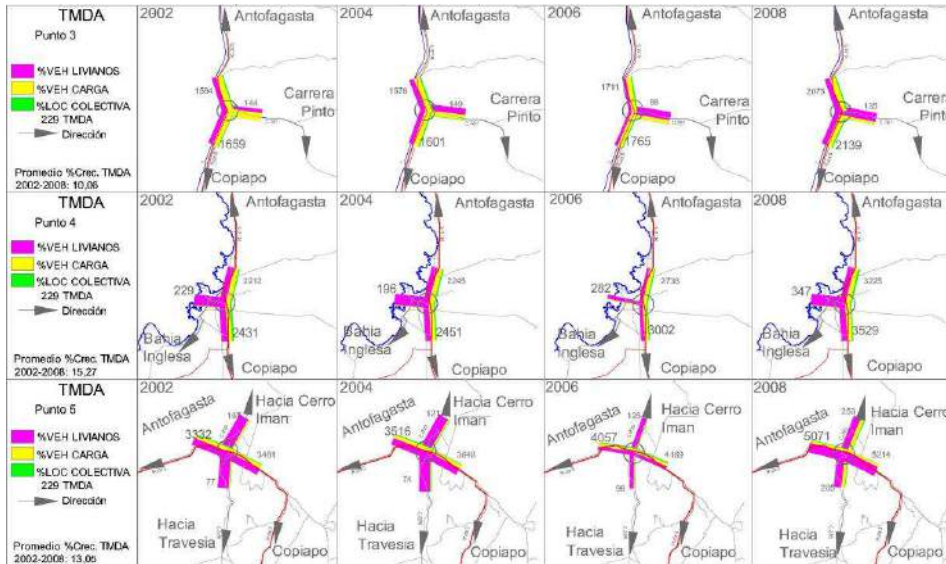 TMDA
Punto 3
%VEH LIVIANOS
%VEH CARGA
%LOC COLECTIVA
229 TMDA
Dirección
Promedio %Crec. TMDA
2002-2008: 10,06
2002
Antofagasta
144
Carrera
Pinto
1659
Copiapo
2004
Antofagasta
149
Carrera
Pinto
1601
Copiapo
2006
Antofagasta
1711
Carrera
Pinto
1765
Copiapo
2008
Antofagasta
2073
135
Carrera
Pinto
2139
Copiapo
TMDA
Punto 4
%VEH LIVIANOS
%VEH CARGA
%LOC COLECTIVA
229 TMDA
Dirección
Promedio %Crec. TMDA
2002-2008: 15,27
2002
Antofagasta
229
2212
2431
Bahia
Inglesa
Copiapo
2004
Antofagasta
196
2451
Bahia
Inglesa
Copiapo
2006
Antofagasta
282
2735
3002
Bahia
Inglesa
Copiapo
2008
Antofagasta
347
3225
3529
Bahia
Inglesa
Copiapo
TMDA
Punto 5
%VEH LIVIANOS
%VEH CARGA
%LOC COLECTIVA
229 TMDA
Dirección
Promedio %Crec. TMDA
2002-2008: 13,05
2002
Antofagasta
Hacia Cerro
Iman
3332
3461
77
Hacia
Travesia
Copiapo
2004
Antofagasta
Hacia Cerro
Iman
121
3516
Hacia
Travesia
Copiapo
2006
Antofagasta
Hacia Cerro
Iman
4057
Hacia
Travesia
Copiapo
2008
Antofagasta
253
Hacia Cerro
Iman
5071
5214
Hacia
Travesia
Copiapo